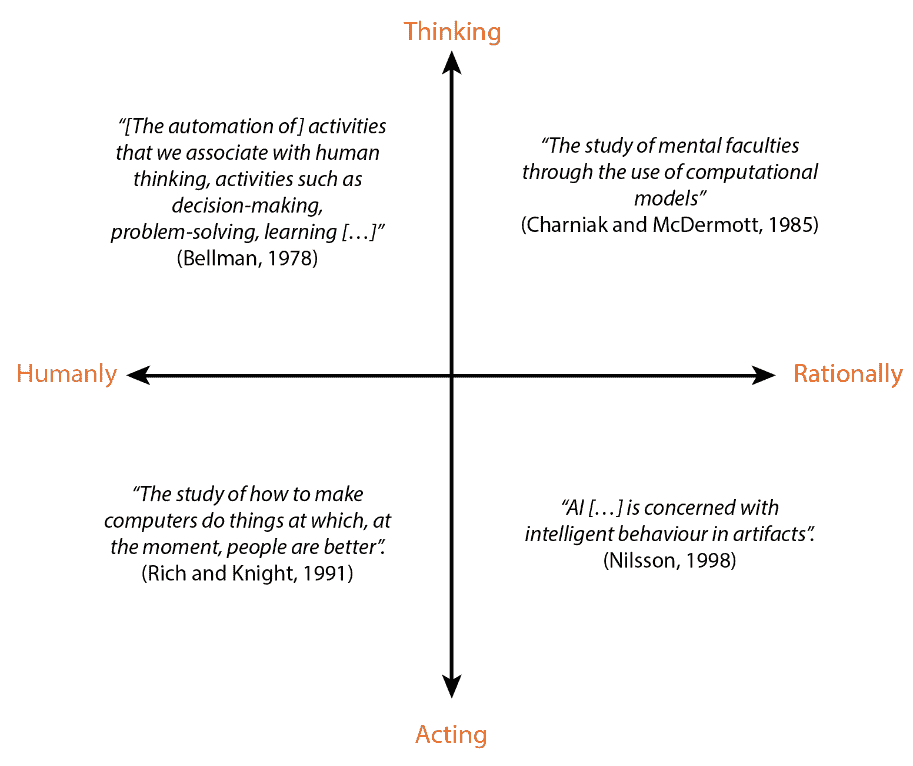 Thinking
“[The automation of] activities
that we associate with human
thinking, activities such as
decision-making,
problem-solving, learning […]”
(Bellman, 1978)
“The study of mental faculties
through the use of computational
models”
(Charniak and McDermott, 1985)
Humanly
Rationally
“The study of how to make
computers do things at which, at
the moment, people are better”.
(Rich and Knight, 1991)
“AI […] is concerned with
intelligent behaviour in artifacts”.
(Nilsson, 1998)
Acting